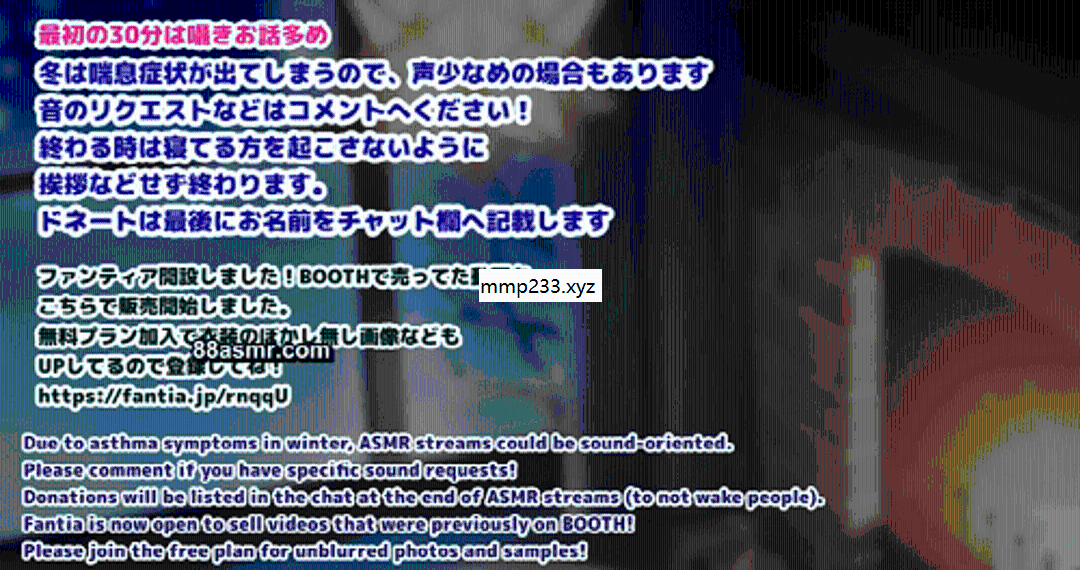 最初の30分は囁きお話多め
冬は喘息症状が出てしまうので、声少なめの場合もあります
音のリクエストなどはコメントへください！
終わる時は寝てる方を起こさないように
挨拶などせず終わります。
ドネートは最後にお名前をチャット欄へ記載します
ファンティア開設しました！BOOTHで売ってた
mmp233.xyz
こちらで販売開始しました。
無料プラン加入で衣装のぼかし無し画像なども
88asmr.com
UPしてるので登録してね！
https://fantia.jp/rnqqU
Due to asthma symptoms in winter, ASMR streams could be sound-oriented.
Please comment if you have specific sound requests!
Donations will be listed in the chat at the end of ASMR streams (to not wake people).
Fantia is now open to sell videos that were previously on BOOTH!
Please join the free plan for unblurred photos and samples!